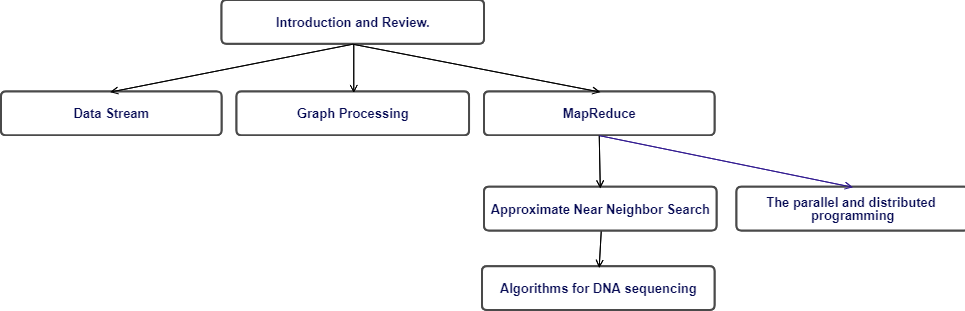 Introduction and Review.
Data Stream
Graph Processing
MapReduce
Approximate Near Neighbor Search
The parallel and distributed
programming
Algorithms for DNA sequencing